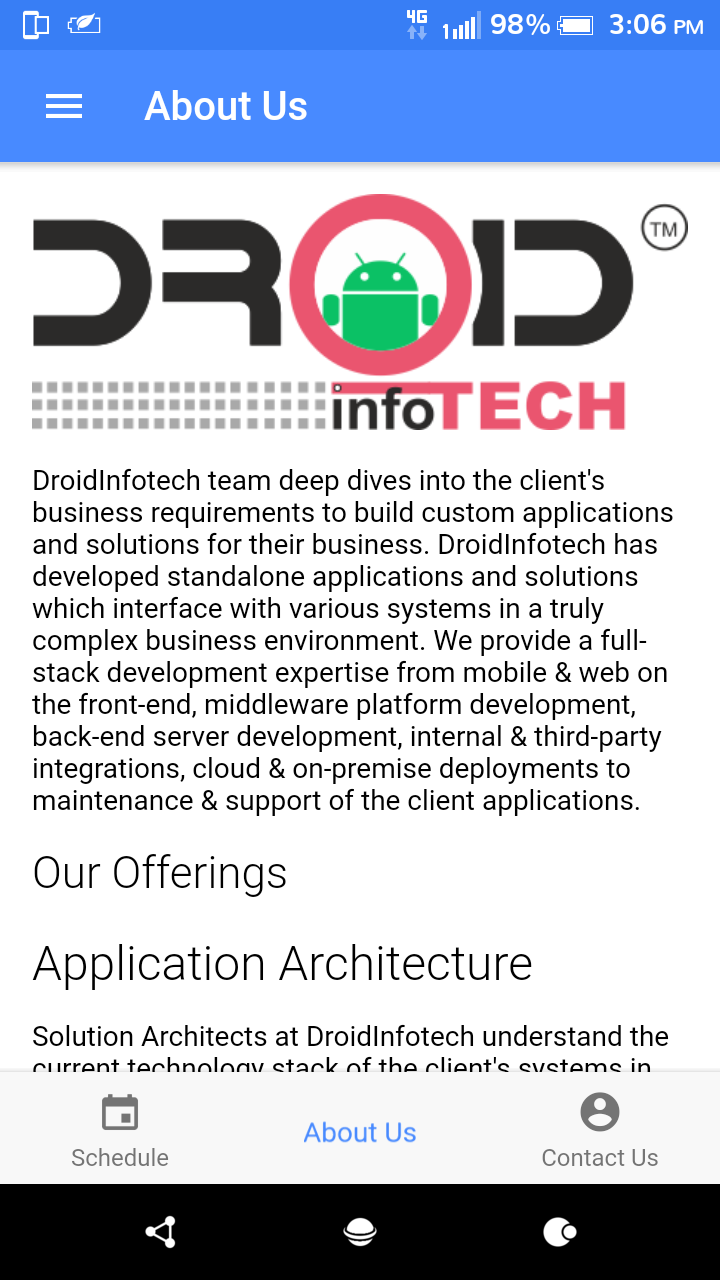 4G 1 98% 3:06 PM
About Us
DROID TM
infoTECH
DroidInfotech team deep dives into the client's
business requirements to build custom applications
and solutions for their business. DroidInfotech has
developed standalone applications and solutions
which interface with various systems in a truly
complex business environment. We provide a full-
stack development expertise from mobile & web on
the front-end, middleware platform development,
back-end server development, internal & third-party
integrations, cloud & on-premise deployments to
maintenance & support of the client applications.
Our Offerings
Application Architecture
Solution Architects at DroidInfotech understand the
current technology stack of the client's systems in
About Us
Schedule
Contact Us